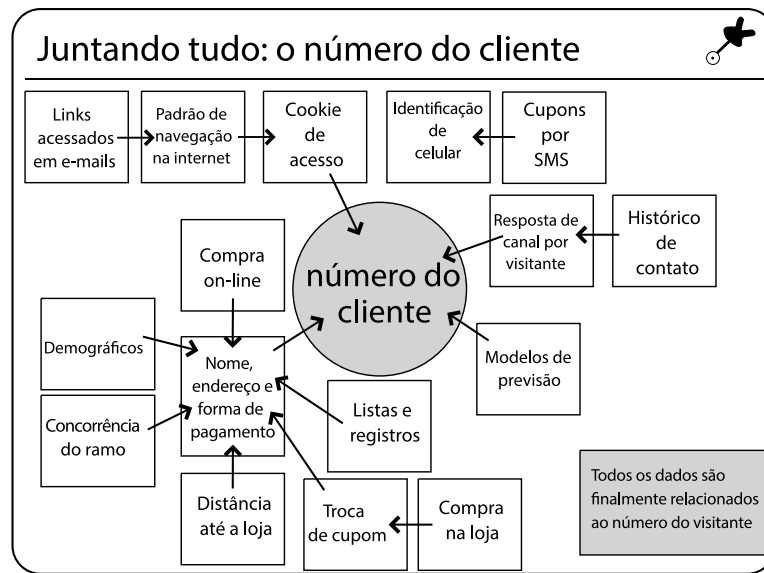 Juntando tudo: o número do cliente
Links
acessados
em e-mails
Padrão de
navegação
na internet
Cookie
de
acesso
Identificação
de
celular
Cupons
por
SMS
Resposta de
canal por
visitante
Histórico
de
contato
Compra
on-line
número do
cliente
Demográficos
Nome,
endereço e
forma de
pagamento
Modelos de
previsão
Concorrência
do ramo
Listas e
registros
Distância
até a loja
Troca
de cupom
Compra
na loja
Todos os dados são
finalmente relacionados
ao número do visitante